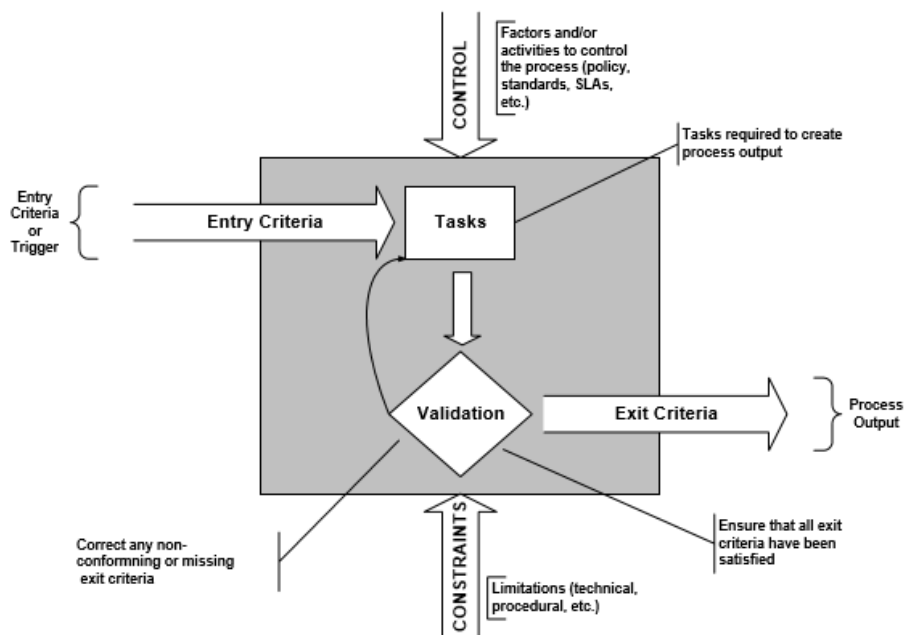 CONTROL
Factors and/or
activities to control
the process (policy,
standards, SLAs,
etc.)
Tasks required to create
process output
Entry
Criteria
or
Trigger
Entry Criteria
Tasks
Validation
Exit Criteria
Process
Output
Correct any non-
conformning or missing
exit criteria
CONSTRAINTS
Limitations (technical,
procedural, etc.)
Ensure that all exit
criteria have been
satisfied